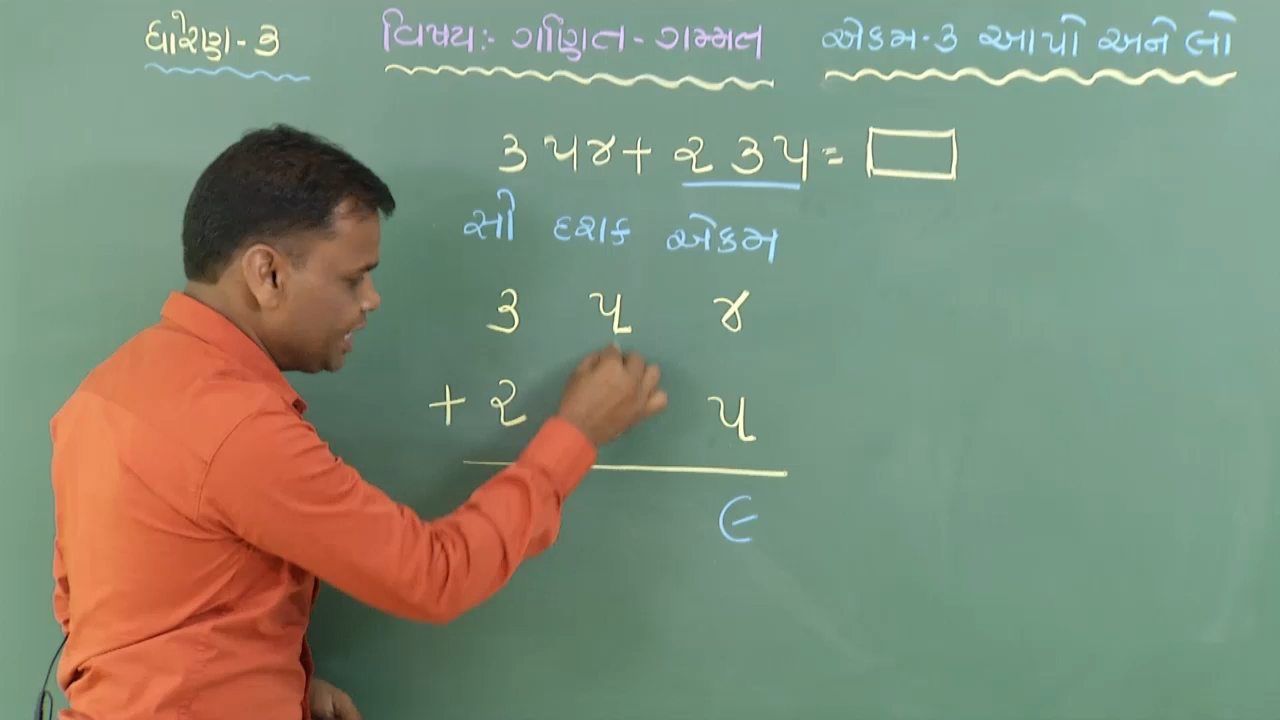 ધોરણ-૩ વિષય:- ગણિત-ગમ્મત એકમ-૩ આપો અને લો
૩૫૪+૨૩૫=
સો દશક એકમ
૩ ૫ ૪
+ ૨ ૫
૯